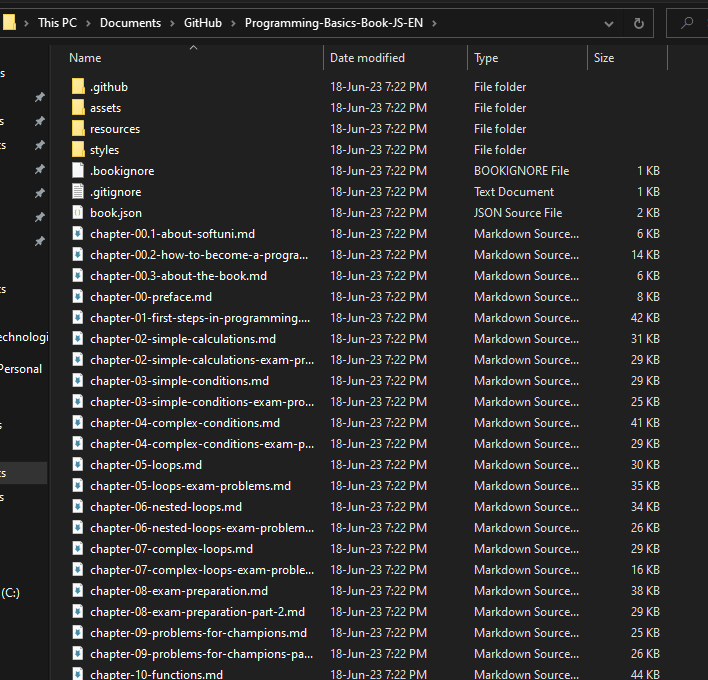 This PC > Documents > GitHub > Programming-Basics-Book-JS-EN >
Name Date modified Type Size
.github 18-Jun-23 7:22 PM File folder
assets 18-Jun-23 7:22 PM File folder
resources 18-Jun-23 7:22 PM File folder
styles 18-Jun-23 7:22 PM File folder
.bookignore 18-Jun-23 7:22 PM BOOKIGNORE File 1 KB
.gitignore 18-Jun-23 7:22 PM Text Document 1 KB
book.json 18-Jun-23 7:22 PM JSON Source File 2 KB
chapter-00.1-about-softuni.md 18-Jun-23 7:22 PM Markdown Source... 6 KB
chapter-00.2-how-to-become-a-progra... 18-Jun-23 7:22 PM Markdown Source... 14 KB
chapter-00.3-about-the-book.md 18-Jun-23 7:22 PM Markdown Source... 6 KB
chapter-00-preface.md 18-Jun-23 7:22 PM Markdown Source... 8 KB
chapter-01-first-steps-in-programming.... 18-Jun-23 7:22 PM Markdown Source... 42 KB
chapter-02-simple-calculations.md 18-Jun-23 7:22 PM Markdown Source... 31 KB
chapter-02-simple-calculations-exam-pr... 18-Jun-23 7:22 PM Markdown Source... 29 KB
chapter-03-simple-conditions.md 18-Jun-23 7:22 PM Markdown Source... 29 KB
chapter-03-simple-conditions-exam-pro... 18-Jun-23 7:22 PM Markdown Source... 25 KB
chapter-04-complex-conditions.md 18-Jun-23 7:22 PM Markdown Source... 41 KB
chapter-04-complex-conditions-exam-p... 18-Jun-23 7:22 PM Markdown Source... 29 KB
chapter-05-loops.md 18-Jun-23 7:22 PM Markdown Source... 30 KB
chapter-05-loops-exam-problems.md 18-Jun-23 7:22 PM Markdown Source... 35 KB
chapter-06-nested-loops.md 18-Jun-23 7:22 PM Markdown Source... 34 KB
chapter-06-nested-loops-exam-problem... 18-Jun-23 7:22 PM Markdown Source... 26 KB
chapter-07-complex-loops.md 18-Jun-23 7:22 PM Markdown Source... 29 KB
chapter-07-complex-loops-exam-proble... 18-Jun-23 7:22 PM Markdown Source... 16 KB
chapter-08-exam-preparation.md 18-Jun-23 7:22 PM Markdown Source... 38 KB
chapter-08-exam-preparation-part-2.md 18-Jun-23 7:22 PM Markdown Source... 29 KB
chapter-09-problems-for-champions.md 18-Jun-23 7:22 PM Markdown Source... 25 KB
chapter-09-problems-for-champions-pa... 18-Jun-23 7:22 PM Markdown Source... 26 KB
chapter-10-functions.md 18-Jun-23 7:22 PM Markdown Source... 44 KB
echnologi
Personal
(C:)